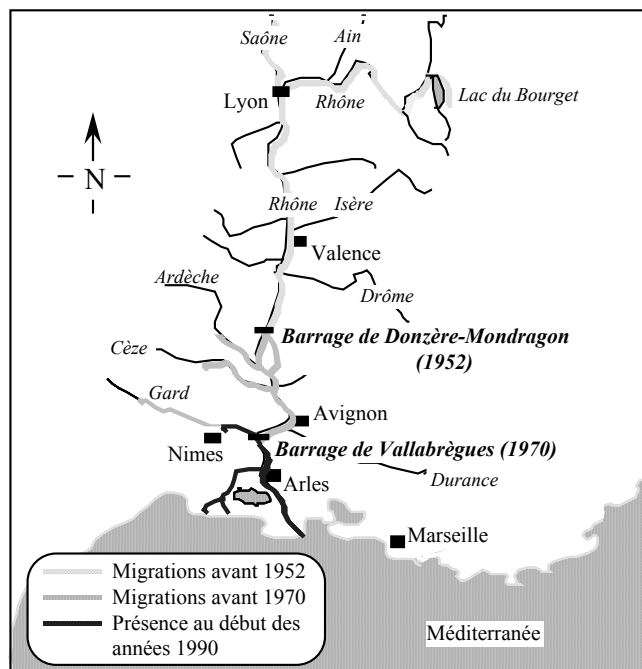 Saône
Ain
Lyon
Rhône
Lac du Bourget
N
Rhône
Isère
Valence
Ardèche
Drôme
Barrage de Donzère-Mondragon
(1952)
Cèze
Gard
Avignon
Nimes
Barrage de Vallabrègues (1970)
Durance
Arles
Marseille
Migrations avant 1952
Migrations avant 1970
Présence au début des
années 1990
Méditerranée